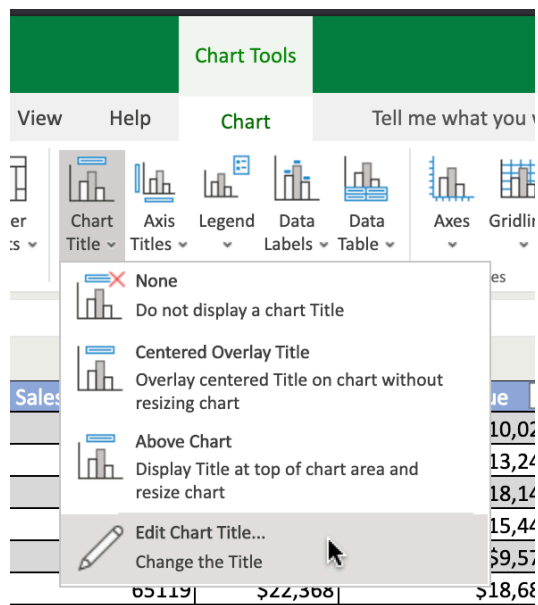 Chart Tools
View Help Chart Tell me what you
Chart Axis Legend Data Data Axes
Title Titles Labels Table
None
Do not display a chart Title
Centered Overlay Title
Overlay centered Title on chart without
resizing chart
Above Chart
Display Title at top of chart area and
resize chart
Edit Chart Title...
Change the Title
Sales
65119 $22,368